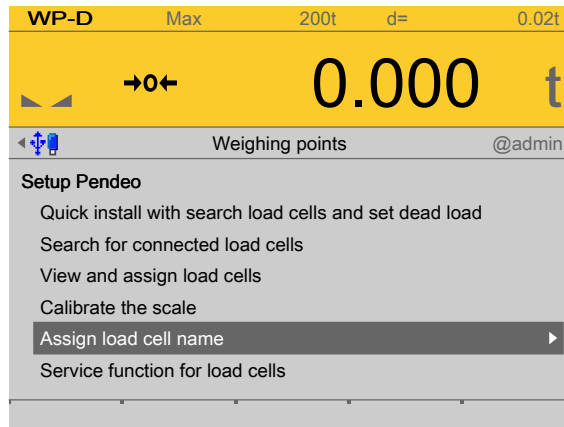 WP-D Max 200t d= 0.02t
→0← 0.000 t
Weighing points @admin
Setup Pendeo
Quick install with search load cells and set dead load
Search for connected load cells
View and assign load cells
Calibrate the scale
Assign load cell name
Service function for load cells